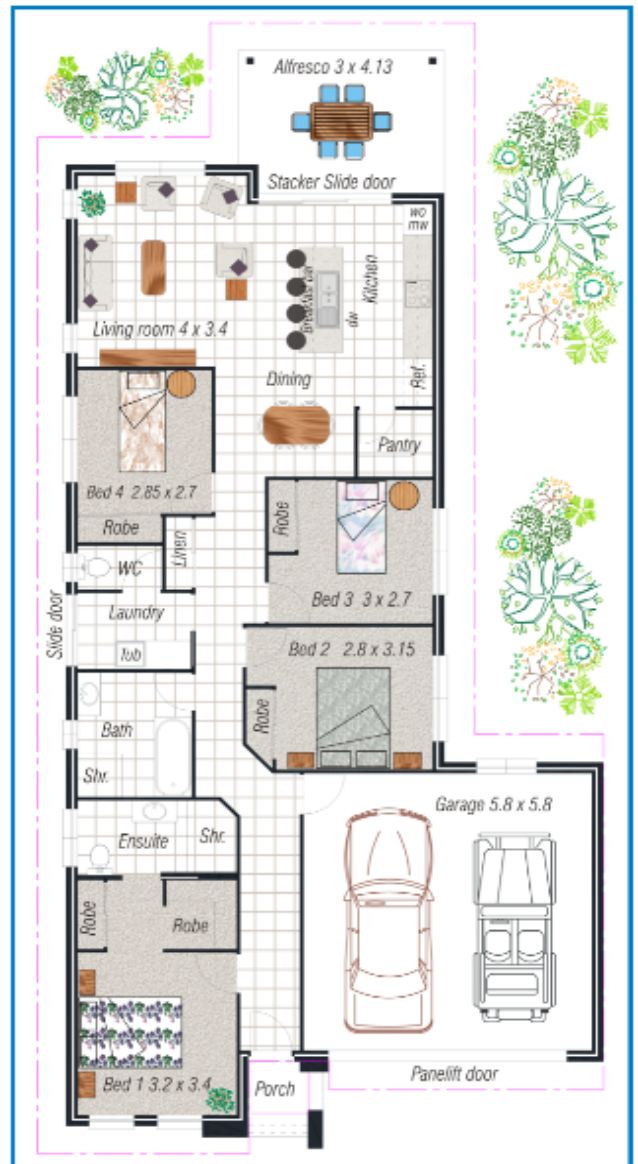 Alfresco 3 x 4.13
Stacker Slide door
wo
mw
Kitchen
Breakfast bar
dw
Living room 4 x 3.4
Dining
Ref.
Pantry
Bed 4 2.85 x 2.7
Robe
Robe
Linen
WC
Bed 3 3 x 2.7
Slide door
Laundry
Tub
Bed 2 2.8 x 3.15
Robe
Bath
Shr.
Garage 5.8 x 5.8
Ensuite
Shr.
Robe
Robe
Bed 1 3.2 x 3.4
Porch
Panelift door